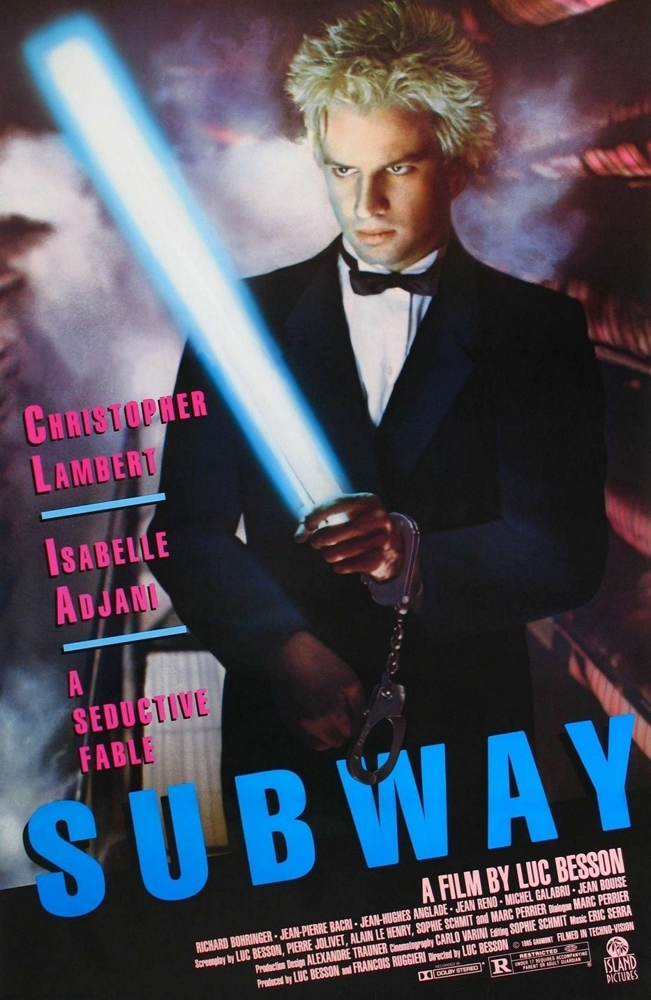 CHRISTOPHER
LAMBERT
ISABELLE
ADJANI
A
SEDUCTIVE
FABLE
SUBWAY
A FILM BY LUC BESSON
RICHARD BOHRINGER • JEAN-PIERRE BACRI • JEAN-HUGHES ANGLADE • JEAN RENO • MICHEL GALABRU • JEAN BOUISE
Screenplay by LUC BESSON, PIERRE JOLIVET, ALAIN LE HENRY, SOPHIE SCHMIT and MARC PERRIER Dialogue MARC PERRIER
Production Design ALEXANDRE TRAUNER Cinematography CARLO VARINI Editing SOPHIE SCHMIT Music ERIC SERRA
Produced by LUC BESSON and FRANCOIS RUGGIERI Directed by LUC BESSON © 1985 GAUMONT FILMED IN TECHNO-VISION
RECORDED IN
DOLBY STEREO
R
RESTRICTED
UNDER 17 REQUIRES ACCOMPANYING
PARENT OR ADULT GUARDIAN
®
ISLAND
PICTURES